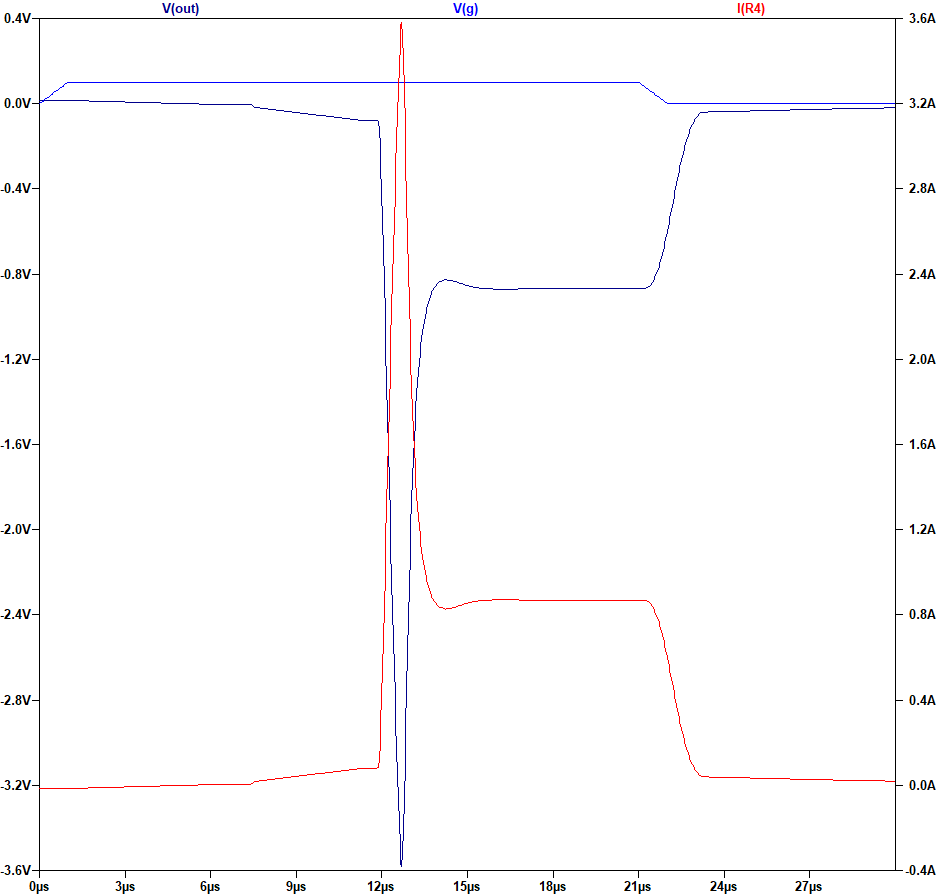 V(out) V(g) I(R4)
0.4V 3.6A
0.0V 3.2A
-0.4V 2.8A
-0.8V 2.4A
-1.2V 2.0A
-1.6V 1.6A
-2.0V 1.2A
-2.4V 0.8A
-2.8V 0.4A
-3.2V 0.0A
-3.6V -0.4A
0µs 3µs 6µs 9µs 12µs 15µs 18µs 21µs 24µs 27µs